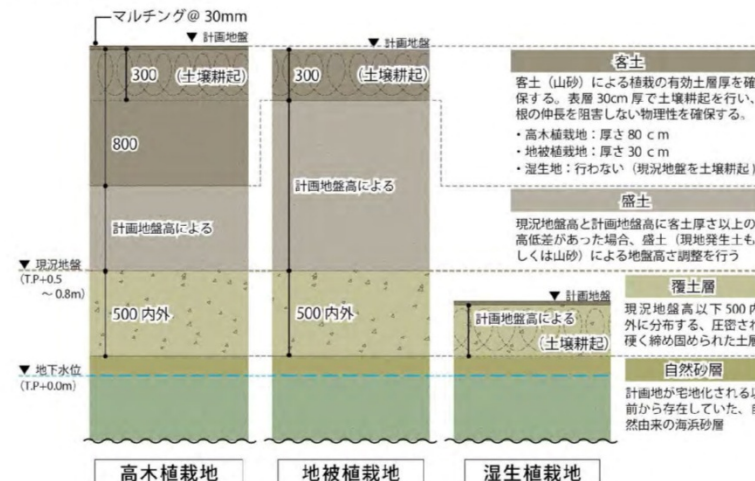 マルチング@ 30mm
▼ 計画地盤
▼ 計画地盤
300 (土壌耕起)
300 (土壌耕起)
800
計画地盤高による
計画地盤高による
▼ 現況地盤
(T.P+0.5
~ 0.8m)
500 内外
500 内外
▼ 計画地盤
計画地盤高による
(土壌耕起)
▼ 地下水位
(T.P+0.0m)
高木植栽地
地被植栽地
湿生植栽地
客土
客土(山砂)による植栽の有効土層厚を確
保する。表層 30cm 厚で土壌耕起を行い、
根の伸長を阻害しない物理性を確保する。
・高木植栽地:厚さ 80 c m
・地被植栽地:厚さ 30 c m
・湿生地:行わない(現況地盤を土壌耕起)
盛土
現況地盤高と計画地盤高に客土厚さ以上の
高低差があった場合、盛土(現地発生土も
しくは山砂)による地盤高さ調整を行う
覆土層
現況地盤高以下 500 内
外に分布する、圧密され
硬く締め固められた土層
自然砂層
計画地が宅地化される以
前から存在していた、自
然由来の海浜砂層